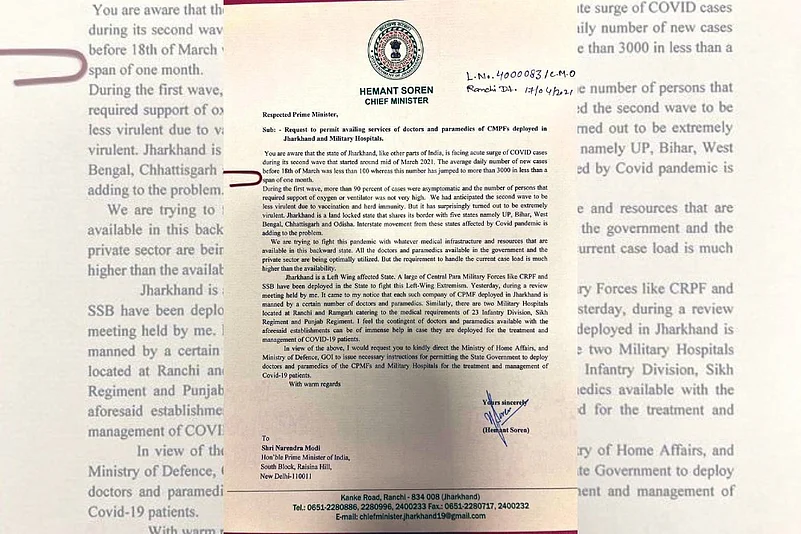 HEMANT SOREN
CHIEF MINISTER
L.No. 4000083/C.M.O
Ranchi Dt. 17/04/2021
Respected Prime Minister,
Sub: - Request to permit availing services of doctors and paramedics of CMPFs deployed in
Jharkhand and Military Hospitals.
You are aware that the state of Jharkhand, like other parts of India, is facing acute surge of COVID cases
during its second wave that started around mid of March 2021. The average daily number of new cases
before 18th of March was less than 100 whereas this number has jumped to more than 3000 in less than a
span of one month.
During the first wave, more than 90 percent of cases were asymptomatic and the number of persons that
required support of oxygen or ventilator was not very high. We had anticipated the second wave to be
less virulent due to vaccination and herd immunity. But it has surprisingly turned out to be extremely
virulent. Jharkhand is a land locked state that shares its border with five states namely UP, Bihar, West
Bengal, Chhattisgarh and Odisha. Interstate movement from these states affected by Covid pandemic is
adding to the problem.
We are trying to fight this pandemic with whatever medical infrastructure and resources that are
available in this backward state. All the doctors and paramedics available in the government and the
private sector are being optimally utilized. But the requirement to handle the current case load is much
higher than the availability.
Jharkhand is a Left Wing affected State. A large of Central Para Military Forces like CRPF and
SSB have been deployed in the State to fight this Left-Wing Extremism. Yesterday, during a review
meeting held by me. It came to my notice that each such company of CPMF deployed in Jharkhand is
manned by a certain number of doctors and paramedics. Similarly, there are two Military Hospitals
located at Ranchi and Ramgarh catering to the medical requirements of 23 Infantry Division, Sikh
Regiment and Punjab Regiment. I feel the contingent of doctors and paramedics available with the
aforesaid establishments can be of immense help in case they are deployed for the treatment and
management of COVID-19 patients.
In view of the above, I would request you to kindly direct the Ministry of Home Affairs, and
Ministry of Defence, GOI to issue necessary instructions for permitting the State Government to deploy
doctors and paramedics of the CPMFs and Military Hospitals for the treatment and management of
Covid-19 patients.
With warm regards
Yours sincerely
(Hemant Soren)
To
Shri Narendra Modi
Hon'ble Prime Minister of India,
South Block, Raisina Hill,
New Delhi-110011
Kanke Road, Ranchi - 834 008 (Jharkhand)
Tel.: 0651-2280886, 2280996, 2400233 Fax.: 0651-2280717, 2400232
E-mail: chiefminister.jharkhand19@gmail.com